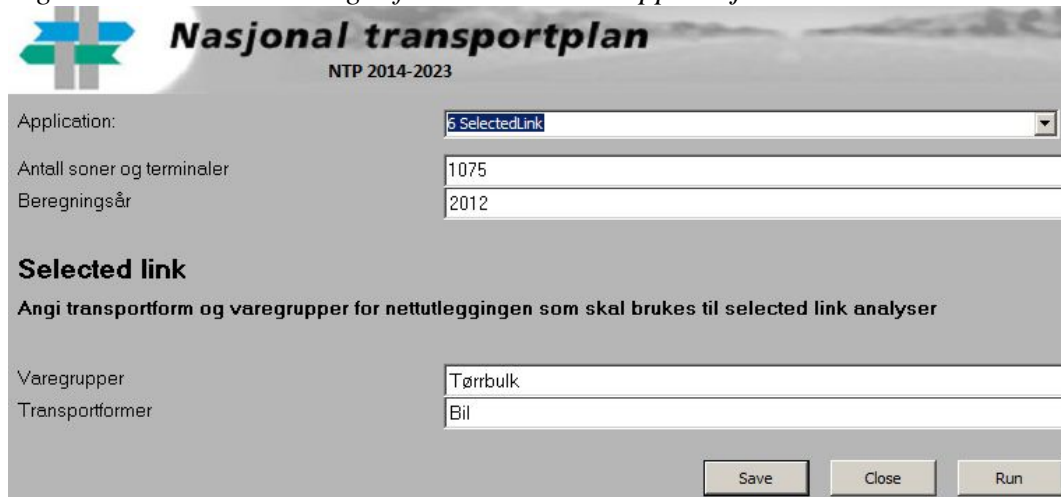 Nasjonal transportplan
NTP 2014-2023
Application: 6 SelectedLink
Antall soner og terminaler 1075
Beregningsår 2012
Selected link
Angi transportform og varegrupper for nettutleggingen som skal brukes til selected link analyser
Varegrupper Tørrbulk
Transportformer Bil
Save Close Run